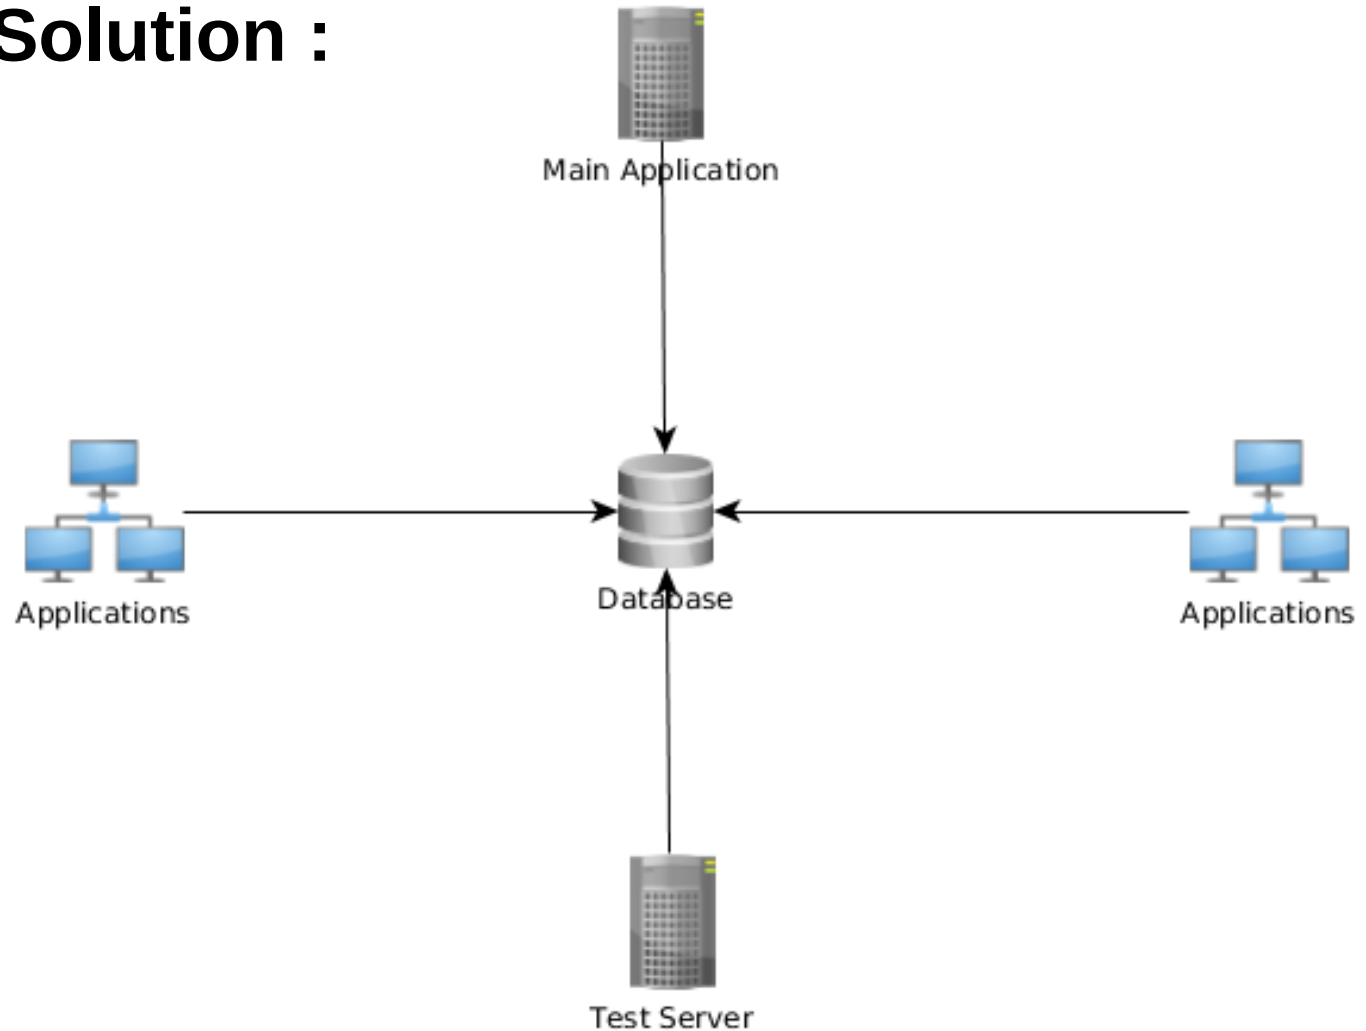 Solution :
Main Application
Applications
Database
Applications
Test Server